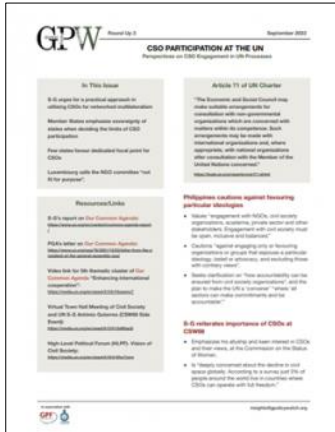 GPW
Round Up 2
September 2022
CSO PARTICIPATION AT THE UN
Perspectives on CSO Engagement in UN Processes
In This Issue
S-G urges for a practical approach in
utilising CSOs for networked multilateralism
Member States emphasise sovereignty of
states when deciding the limits of CSO
participation
Few states favour dedicated focal point for
CSOs
Luxembourg calls the NGO committee "not
fit for purpose".
Resources/Links
S-G's report on Our Common Agenda:
PGA's letter on Our Common Agenda:
Video link for 5th thematic cluster of Our
Common Agenda "Enhancing international
cooperation":
Virtual Town Hall Meeting of Civil Society
and UN S-G António Guterres (CSW66 Side
Event):
High-Level Political Forum (HLPF): Vision of
Civil Society:
Article 71 of UN Charter
"The Economic and Social Council may
make suitable arrangements for
consultation with non-governmental
organizations which are concerned with
matters within its competence. Such
arrangements may be made with
international organizations and, where
appropriate, with national organizations
after consultation with the Member of the
United Nations concerned".
Philippines cautions against favouring
particular ideologies
Values "engagement with NGOs, civil society
organisations, academia, private sector and other
stakeholders. Engagement with civil society must
be open, inclusive and balanced;"
Cautions "against engaging only or favouring
organisations or groups that espouse a particular
ideology, belief or advocacy, and excluding those
with contrary views".
Seeks clarification on "how accountability can be
ensured from civil society organisations", and the
plan to make the UN a 'convenor' "where 'all
sectors can make commitments and be
accountable'"
S-G reiterates importance of CSOs at
CSW66
Emphasise his alliship and keen interest in CSOs
and their views, at the Commission on the Status
of Women.
Is "deeply concerned about the decline in civil
space globally. According to a survey just 3% of
people around the world live in countries where
CSOs can operate with full freedom."
In association with
GPF
insights@globalpolicywatch.org